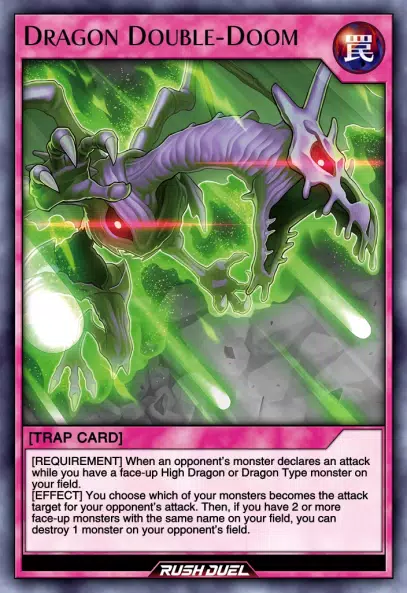 DRAGON DOUBLE-DOOM
罠
[TRAP CARD]
[REQUIREMENT] When an opponent's monster declares an attack
while you have a face-up High Dragon or Dragon Type monster on
your field.
[EFFECT] You choose which of your monsters becomes the attack
target for your opponent's attack. Then, if you have 2 or more
face-up monsters with the same name on your field, you can
destroy 1 monster on your opponent's field.
RUSH DUEL